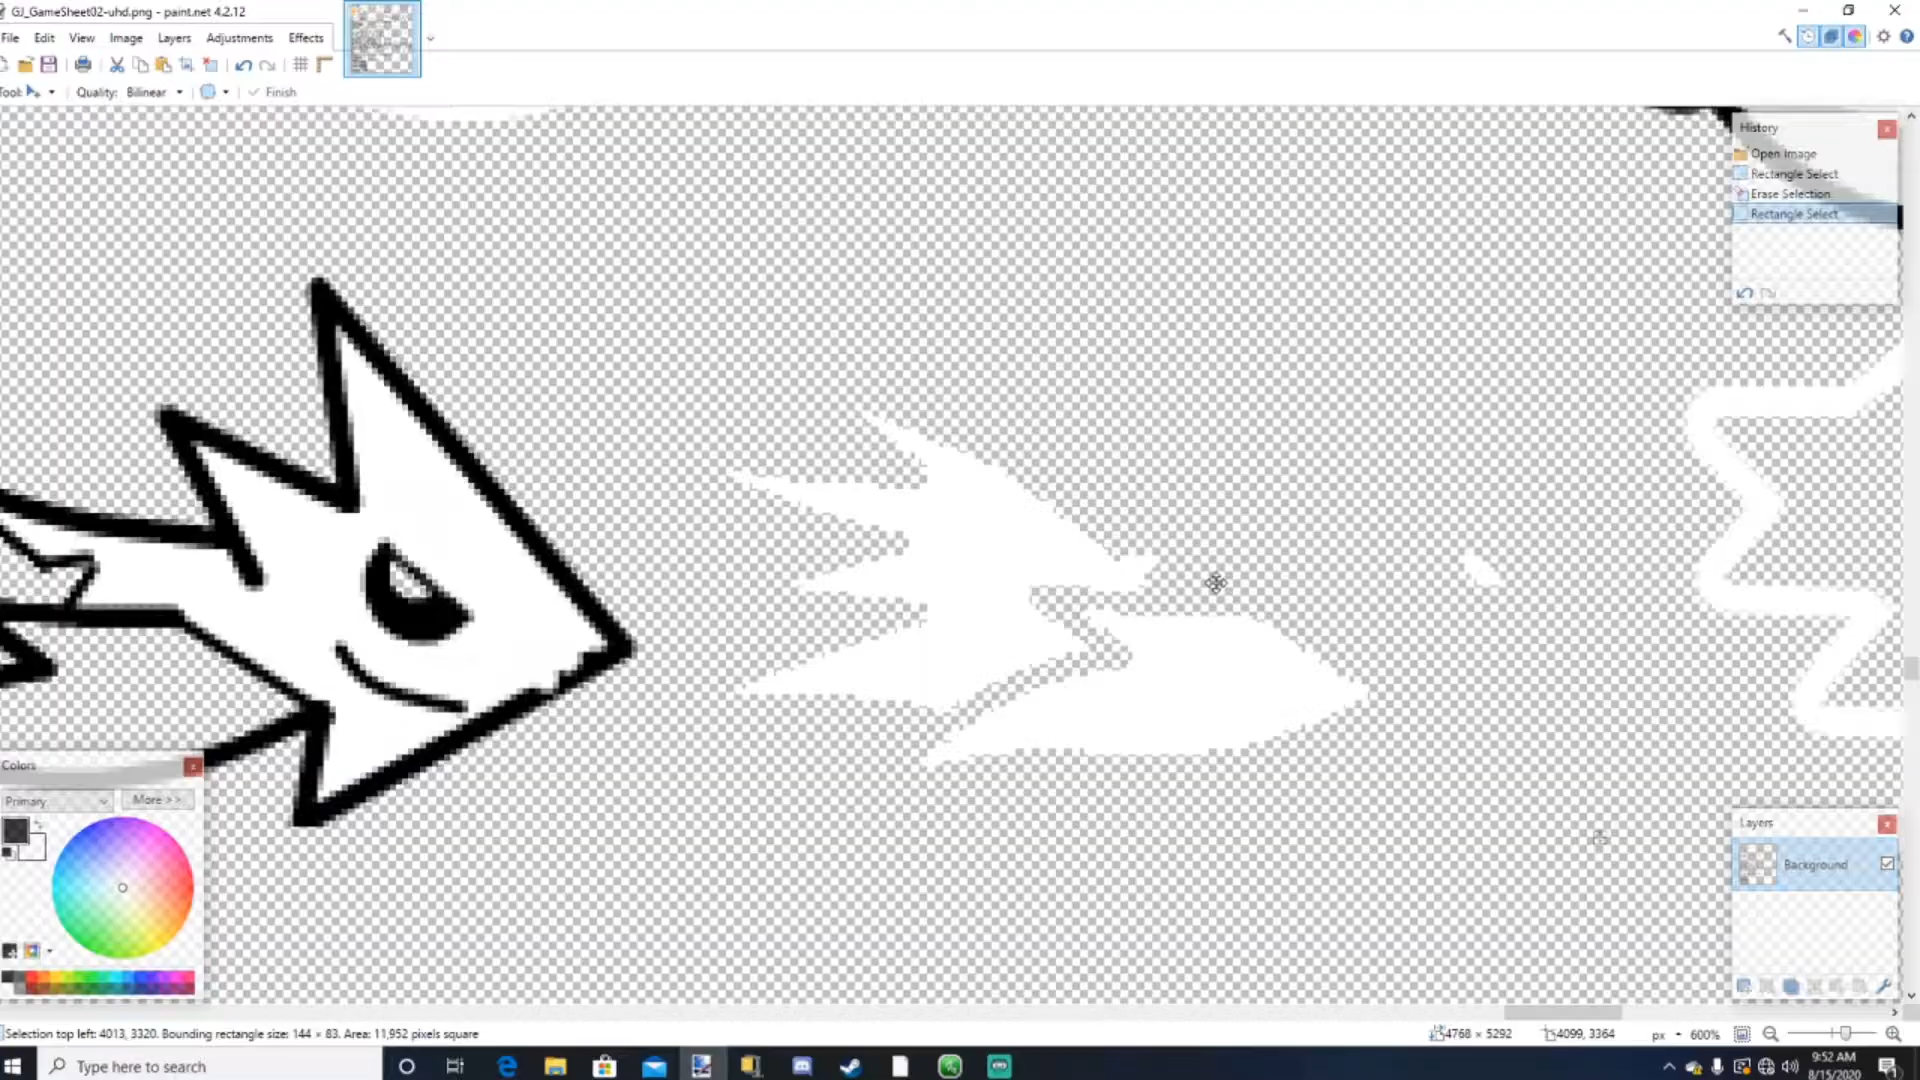 GJ_GameSheet02-uhd.png - paint.net 4.2.12
File Edit View Image Layers Adjustments Effects
Tool: Quality: Bilinear Finish
History
Open Image
Rectangle Select
Erase Selection
Rectangle Select
Colors
Primary More >>
Layers
Background
Selection top left: 4013, 3320. Bounding rectangle size: 144 × 83. Area: 11,952 pixels square
4768 × 5292 4099, 3364 px 600%
Type here to search
9:52 AM
8/15/2020